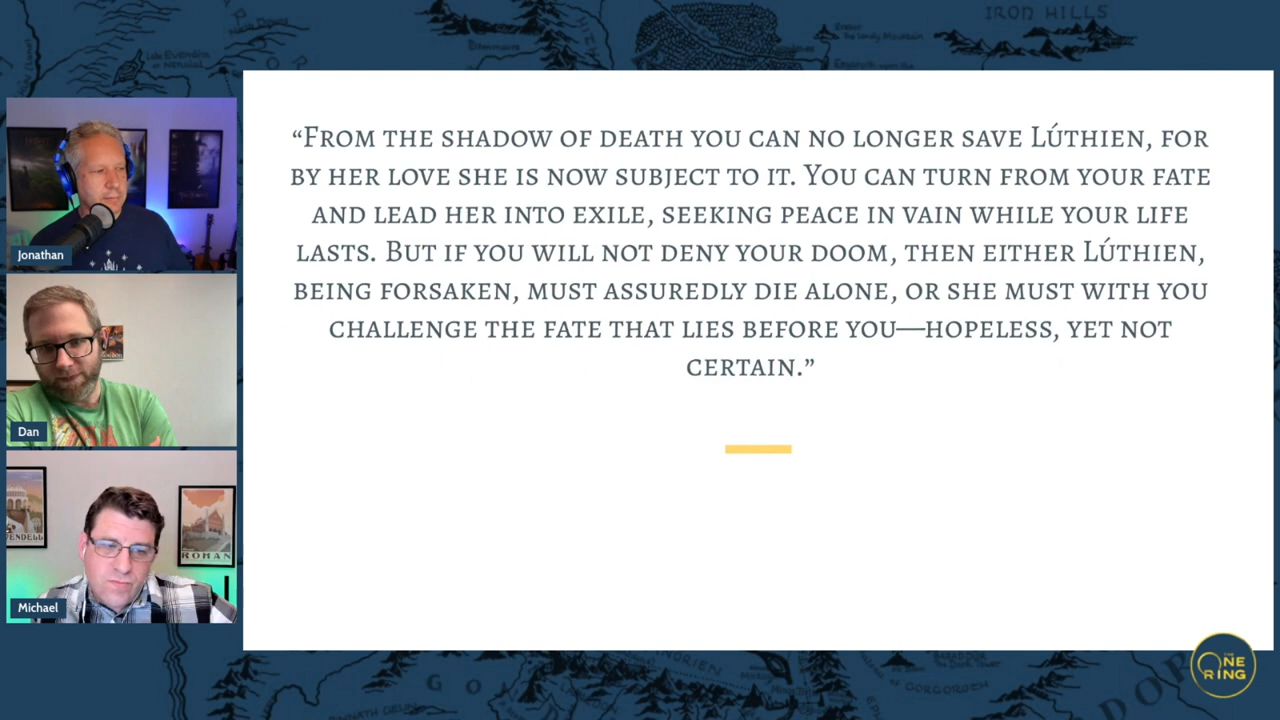 IRON HILLS
“From the shadow of death you can no longer save Lúthien, for
by her love she is now subject to it. You can turn from your fate
and lead her into exile, seeking peace in vain while your life
lasts. But if you will not deny your doom, then either Lúthien,
being forsaken, must assuredly die alone, or she must with you
challenge the fate that lies before you—hopeless, yet not
certain.”
Jonathan
Dan
Michael
ROHAN
THE
ONE
RING